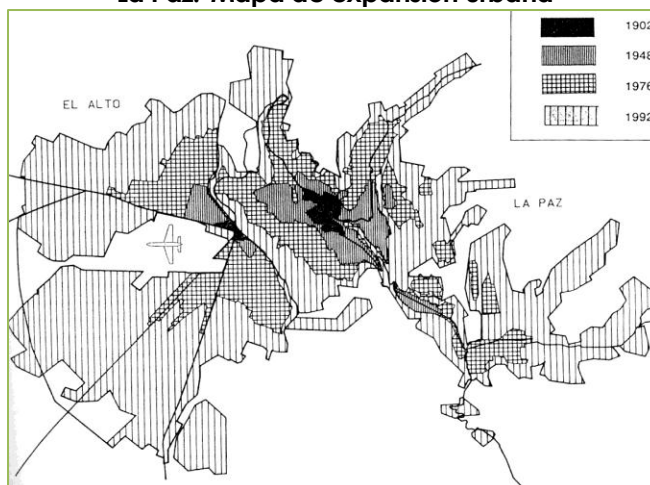 La Paz: Mapa de expansión urbana
1902
1948
1976
1992
EL ALTO
LA PAZ